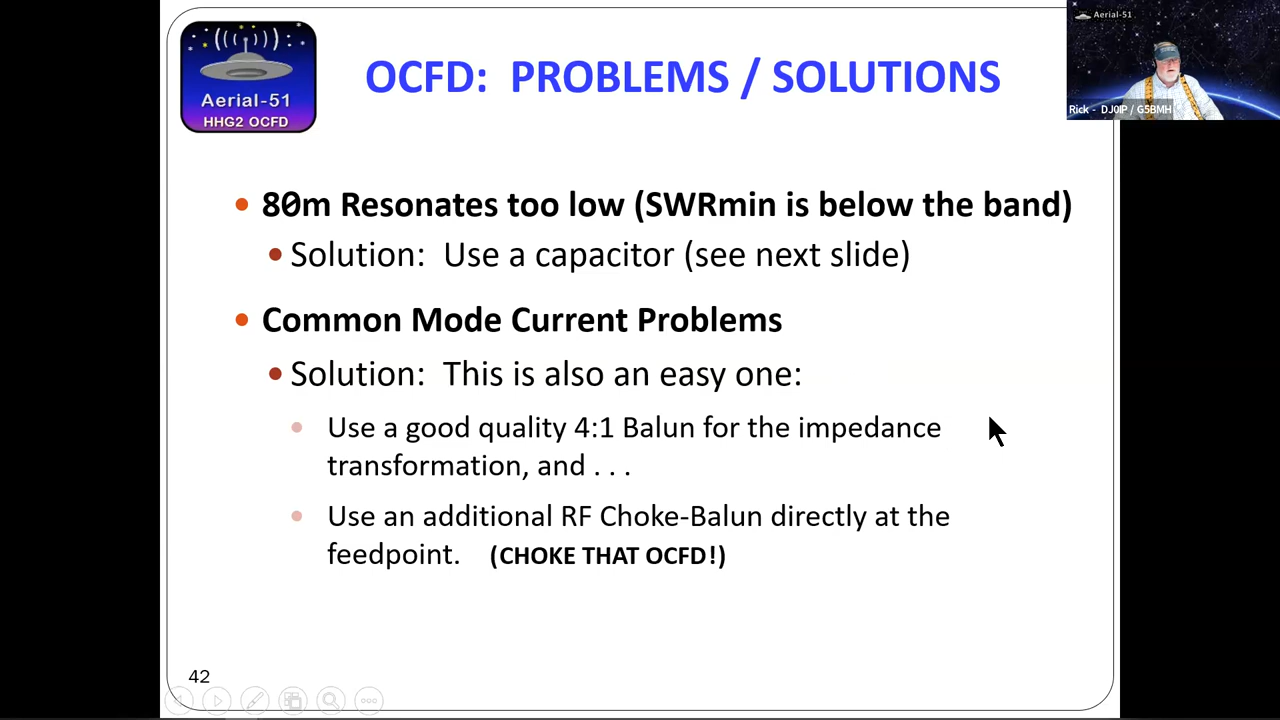 Aerial-51
HHG2 OCFD
OCFD: PROBLEMS / SOLUTIONS
Aerial-51
Rick - DJ0IP / G5BMH
80m Resonates too low (SWRmin is below the band)
Solution: Use a capacitor (see next slide)
Common Mode Current Problems
Solution: This is also an easy one:
Use a good quality 4:1 Balun for the impedance
transformation, and . . .
Use an additional RF Choke-Balun directly at the
feedpoint. (CHOKE THAT OCFD!)
42